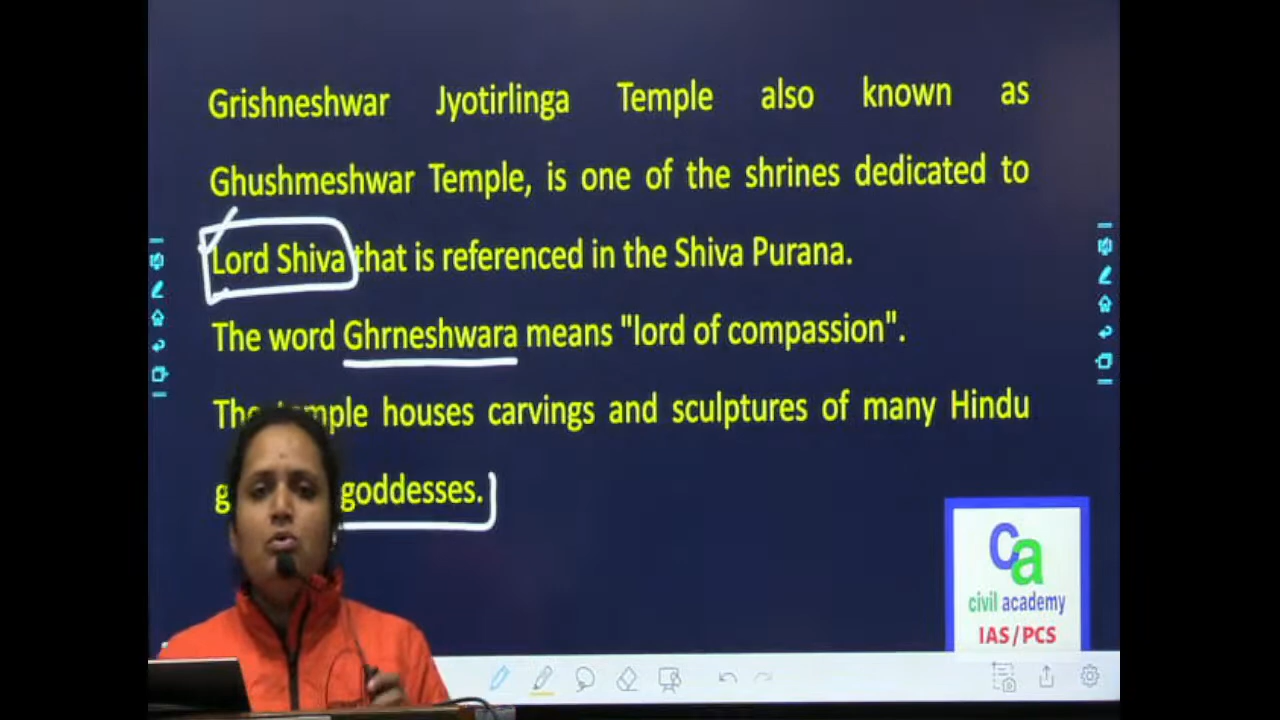 Grishneshwar Jyotirlinga Temple also known as
Ghushmeshwar Temple, is one of the shrines dedicated to
Lord Shiva that is referenced in the Shiva Purana.
The word Ghrneshwara means "lord of compassion".
The temple houses carvings and sculptures of many Hindu
goddesses.
Ca
civil academy
IAS/PCS